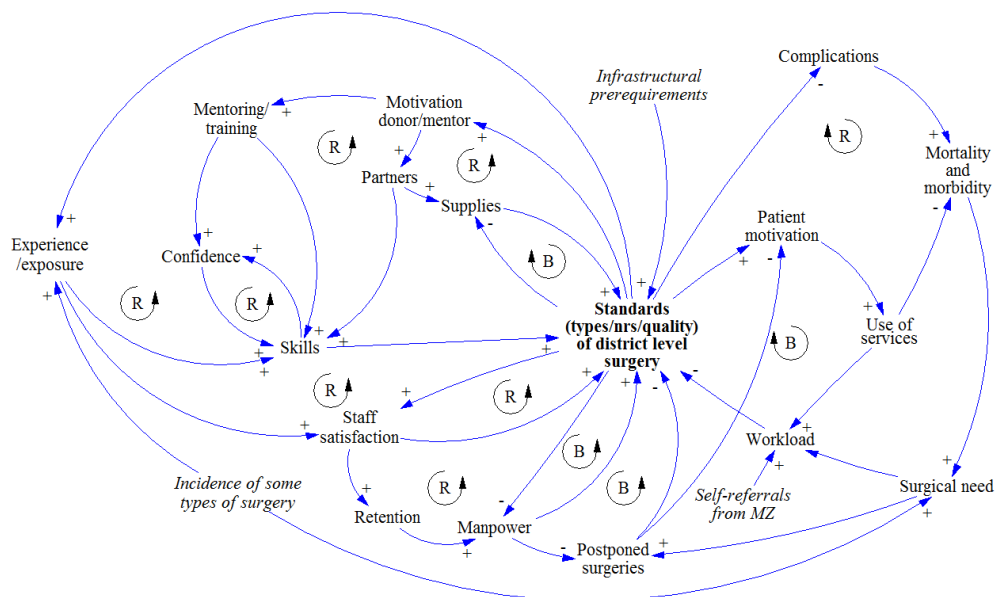 Complications
Infrastructural
prerequirements
Mentoring/
training
Motivation
donor/mentor
Mortality and
morbidity
Partners
Supplies
Patient
motivation
Experience
/exposure
Confidence
Standards
(types/nrs/quality)
of district level
surgery
Use of
services
Skills
Staff
satisfaction
Workload
Incidence of some
types of surgery
Self-referrals
from MZ
Surgical need
Retention
Manpower
Postponed
surgeries
R
R
R
B
R
R
B
R
R
B
R
B